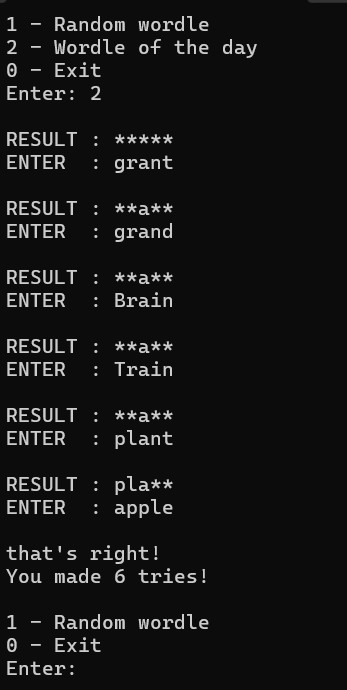 1 - Random wordle
2 - Wordle of the day
0 - Exit
Enter: 2
RESULT : *****
ENTER  : grant
RESULT : **a**
ENTER  : grand
RESULT : **a**
ENTER  : Brain
RESULT : **a**
ENTER  : Train
RESULT : **a**
ENTER  : plant
RESULT : pla**
ENTER  : apple
that's right!
You made 6 tries!
1 - Random wordle
0 - Exit
Enter: